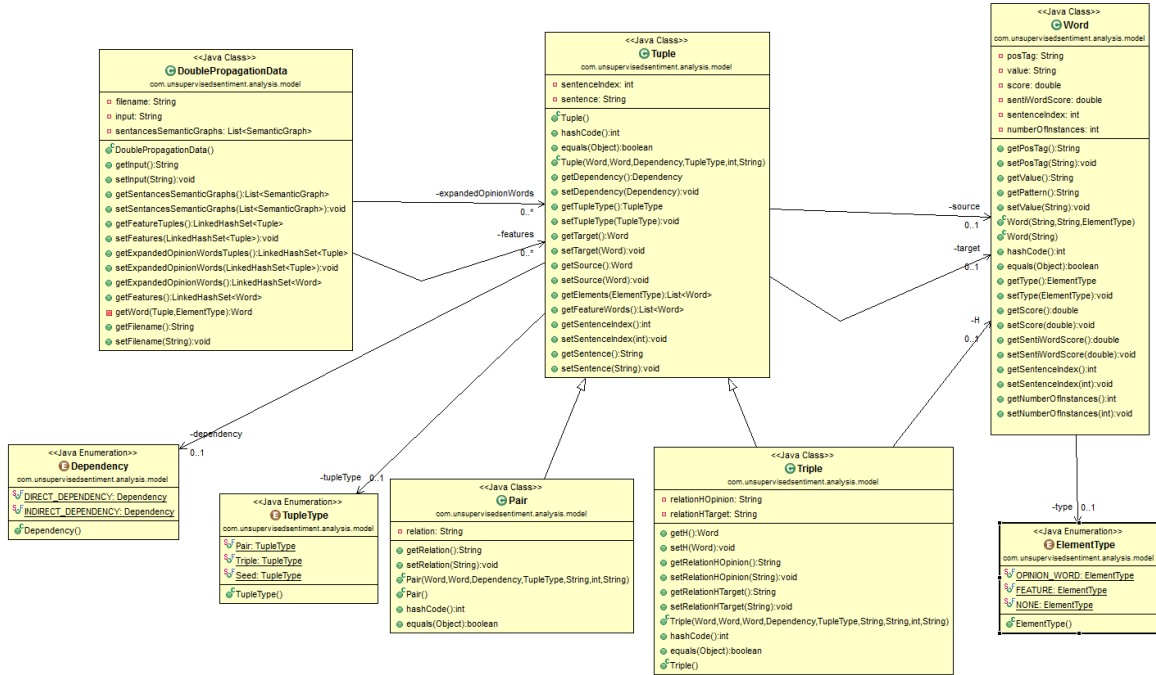 <<Java Class>>
DoublePropagationData
com.unsupervisedsentiment.analysis.model
filename: String
input: String
sentancesSemanticGraphs: List<SemanticGraph>
DoublePropagationData()
getInput():String
setInput(String):void
getSentancesSemanticGraphs():List<SemanticGraph>
setSentancesSemanticGraphs(List<SemanticGraph>):void
getFeatureTuples():LinkedHashSet<Tuple>
setFeatures(LinkedHashSet<Tuple>):void
getExpandedOpinionWordsTuples():LinkedHashSet<Tuple>
setExpandedOpinionWords(LinkedHashSet<Tuple>):void
getExpandedOpinionWords():LinkedHashSet<Word>
getFeatures():LinkedHashSet<Word>
getWord(Tuple,ElementType):Word
getFilename():String
setFilename(String):void
-expandedOpinionWords
0..*
-features
0..*
<<Java Class>>
Tuple
com.unsupervisedsentiment.analysis.model
sentenceIndex: int
sentence: String
Tuple()
hashCode():int
equals(Object):boolean
Tuple(Word,Word,Dependency,TupleType,int,String)
getDependency():Dependency
setDependency(Dependency):void
getTupleType():TupleType
setTupleType(TupleType):void
getTarget():Word
setTarget(Word):void
getSource():Word
setSource(Word):void
getElements(ElementType):List<Word>
getFeatureWords():List<Word>
getSentenceIndex():int
setSentenceIndex(int):void
getSentence():String
setSentence(String):void
-source
0..1
-target
0..1
-H
0..1
<<Java Class>>
Word
com.unsupervisedsentiment.analysis.model
posTag: String
value: String
score: double
sentiWordScore: double
sentenceIndex: int
numberOfInstances: int
getPosTag():String
setPosTag(String):void
getValue():String
getPattern():String
setValue(String):void
Word(String,String,ElementType)
Word(String)
hashCode():int
equals(Object):boolean
getType():ElementType
setType(ElementType):void
getScore():double
setScore(double):void
getSentiWordScore():double
setSentiWordScore(double):void
getSentenceIndex():int
setSentenceIndex(int):void
getNumberOfInstances():int
setNumberOfInstances(int):void
-dependency
0..1
<<Java Enumeration>>
Dependency
com.unsupervisedsentiment.analysis.model
DIRECT_DEPENDENCY: Dependency
INDIRECT_DEPENDENCY: Dependency
Dependency()
-tupleType
0..1
<<Java Enumeration>>
TupleType
com.unsupervisedsentiment.analysis.model
Pair: TupleType
Triple: TupleType
Seed: TupleType
TupleType()
<<Java Class>>
Pair
com.unsupervisedsentiment.analysis.model
relation: String
getRelation():String
setRelation(String):void
Pair(Word,Word,Dependency,TupleType,String,int,String)
Pair()
hashCode():int
equals(Object):boolean
<<Java Class>>
Triple
com.unsupervisedsentiment.analysis.model
relationHOpinion: String
relationHTarget: String
getH():Word
setH(Word):void
getRelationHOpinion():String
setRelationHOpinion(String):void
getRelationHTarget():String
setRelationHTarget(String):void
Triple(Word,Word,Word,Dependency,TupleType,String,String,int,String)
hashCode():int
equals(Object):boolean
Triple()
-type
0..1
<<Java Enumeration>>
ElementType
com.unsupervisedsentiment.analysis.model
OPINION_WORD: ElementType
FEATURE: ElementType
NONE: ElementType
ElementType()